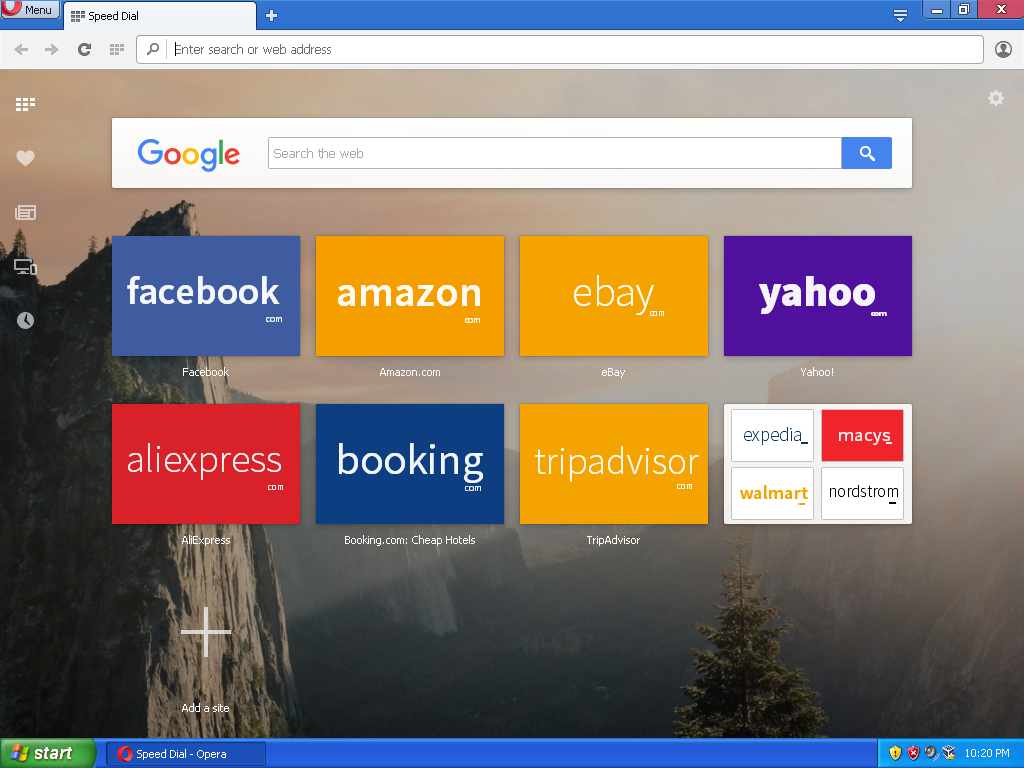 Menu
Speed Dial
Enter search or web address
Google
Search the web
facebook
com
Facebook
amazon
com
Amazon.com
ebay
com
eBay
yahoo
com
Yahoo!
aliexpress
com
AliExpress
booking
com
Booking.com: Cheap Hotels
tripadvisor
com
TripAdvisor
expedia
macys
walmart
nordstrom
Add a site
start
Speed Dial - Opera
10:20 PM